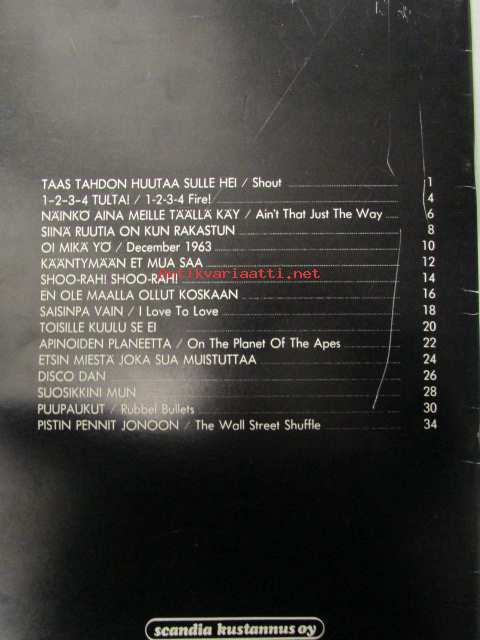 TAAS TAHDON HUUTAA SULLE HEI / Shout 1
1-2-3-4 TULTA! / 1-2-3-4 Fire! 4
NÄINKÖ AINA MEILLE TÄÄLLÄ KÄY / Ain't That Just The Way 6
SIINÄ RUUTIA ON KUN RAKASTUN 8
OI MIKÄ YÖ / December 1963 10
KÄÄNTYMÄÄN ET MUA SAA 12
Antikvariaatti.net
SHOO-RAH! SHOO-RAH! 14
EN OLE MAALLA OLLUT KOSKAAN 16
SAISINPA VAIN / I Love To Love 18
TOISILLE KUULU SE EI 20
APINOIDEN PLANEETTA / On The Planet Of The Apes 22
ETSIN MIESTÄ JOKA SUA MUISTUTTAA 24
DISCO DAN 26
SUOSIKKINI MUN 28
PUUPAUKUT / Rubbel Bullets 30
PISTIN PENNIT JONOON / The Wall Street Shuffle 34
scandia kustannus oy